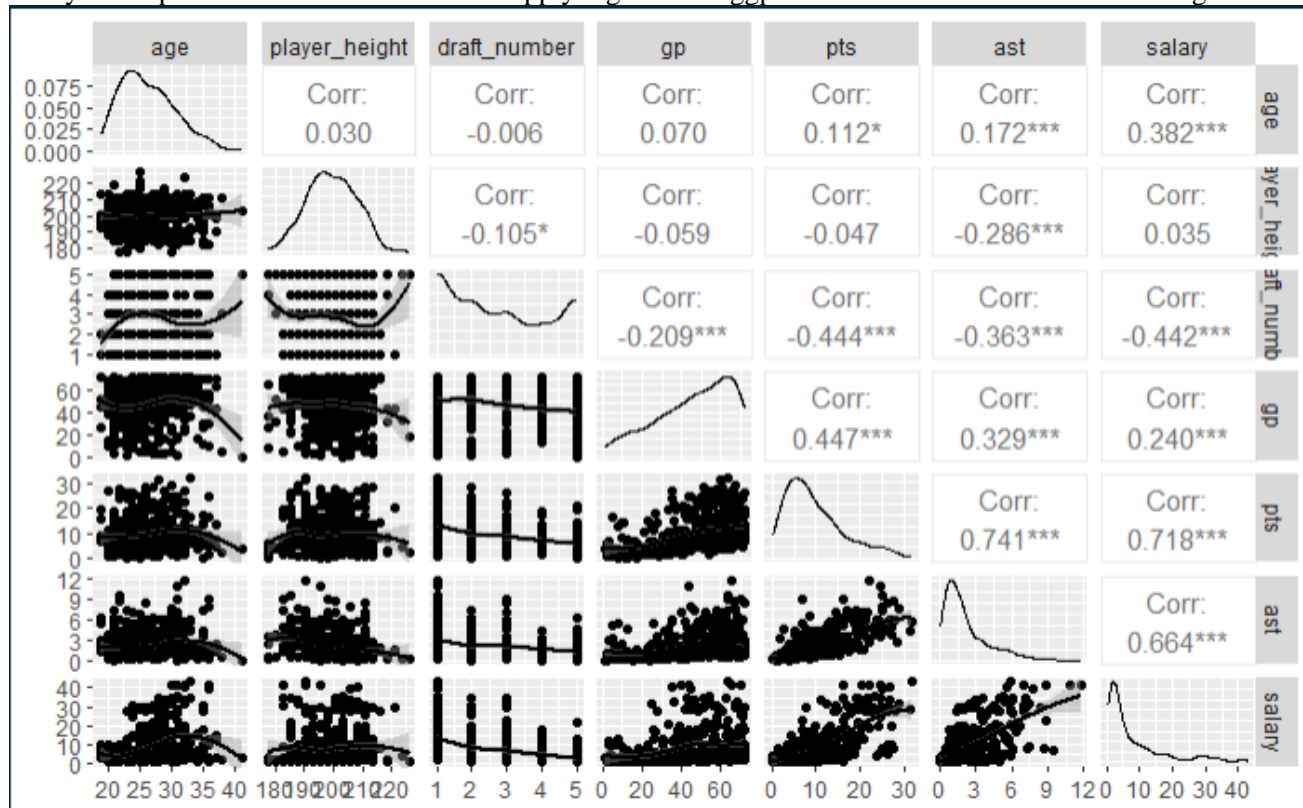 age player_height draft_number gp pts ast salary
0.075
0.050
0.025
0.000
Corr: Corr: Corr: Corr: Corr: Corr:
0.030 -0.006 0.070 0.112* 0.172*** 0.382***
age
220
210
200
190
180
Corr: Corr: Corr: Corr: Corr:
-0.105* -0.059 -0.047 -0.286*** 0.035
ayer_heig
5
4
3
2
1
Corr: Corr: Corr: Corr:
-0.209*** -0.444*** -0.363*** -0.442***
aft_numb
60
40
20
0
Corr: Corr: Corr:
0.447*** 0.329*** 0.240***
gp
30
20
10
0
Corr: Corr:
0.741*** 0.718***
pts
12
9
6
3
0
Corr:
0.664***
ast
40
30
20
10
0
salary
20 25 30 35 40 180 190 200 210 220 1 2 3 4 5 0 20 40 60 0 10 20 30 0 3 6 9 12 0 10 20 30 40